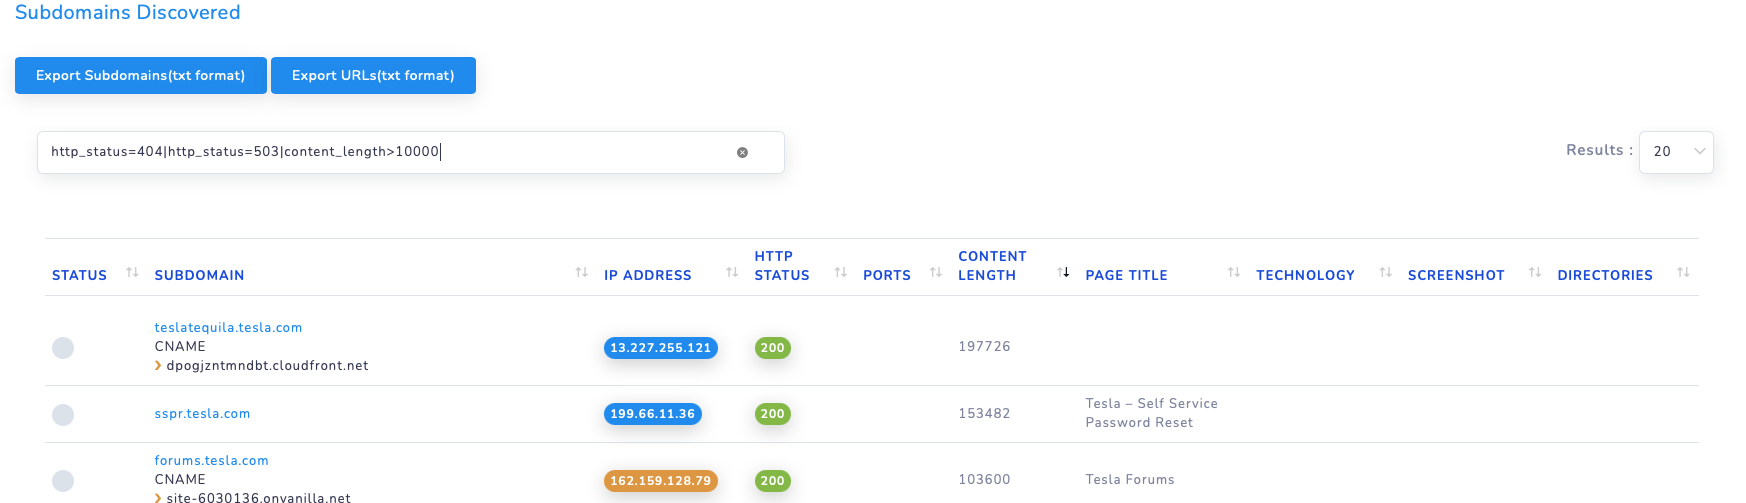 Subdomains Discovered
Export Subdomains(txt format) Export URLs(txt format)
http_status=404|http_status=503|content_length>10000
Results : 20
STATUS SUBDOMAIN IP ADDRESS HTTP STATUS PORTS CONTENT LENGTH PAGE TITLE TECHNOLOGY SCREENSHOT DIRECTORIES
teslatequila.tesla.com
CNAME 13.227.255.121 200 197726
dpogjzntmndbt.cloudfront.net
sspr.tesla.com 199.66.11.36 200 153482 Tesla – Self Service
Password Reset
forums.tesla.com
CNAME 162.159.128.79 200 103600 Tesla Forums
site-6030136.onvanilla.net